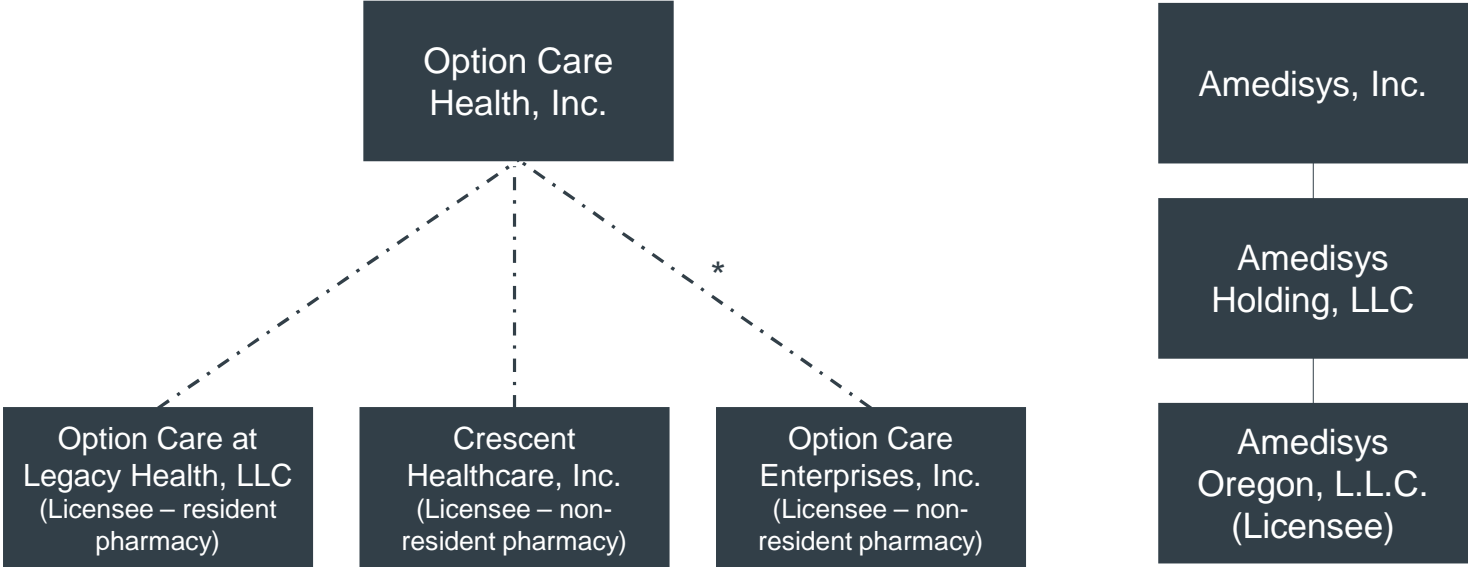 Option Care
Health, Inc.
Amedisys, Inc.
Amedisys
Holding, LLC
*
Option Care at
Legacy Health, LLC
(Licensee – resident
pharmacy)
Crescent
Healthcare, Inc.
(Licensee – non-
resident pharmacy)
Option Care
Enterprises, Inc.
(Licensee – non-
resident pharmacy)
Amedisys
Oregon, L.L.C.
(Licensee)